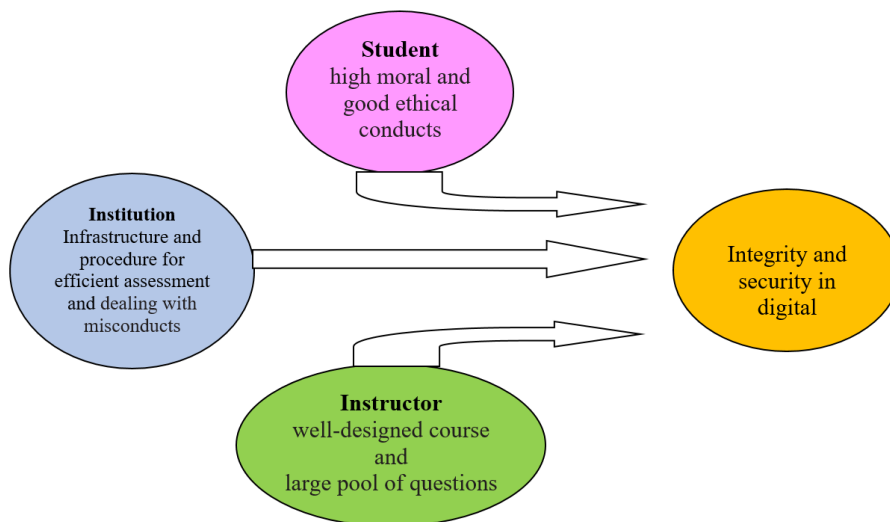 Student
high moral and
good ethical
conducts
Institution
Infrastructure and
procedure for
efficient assessment
and dealing with
misconducts
Integrity and
security in
digital
Instructor
well-designed course
and
large pool of questions